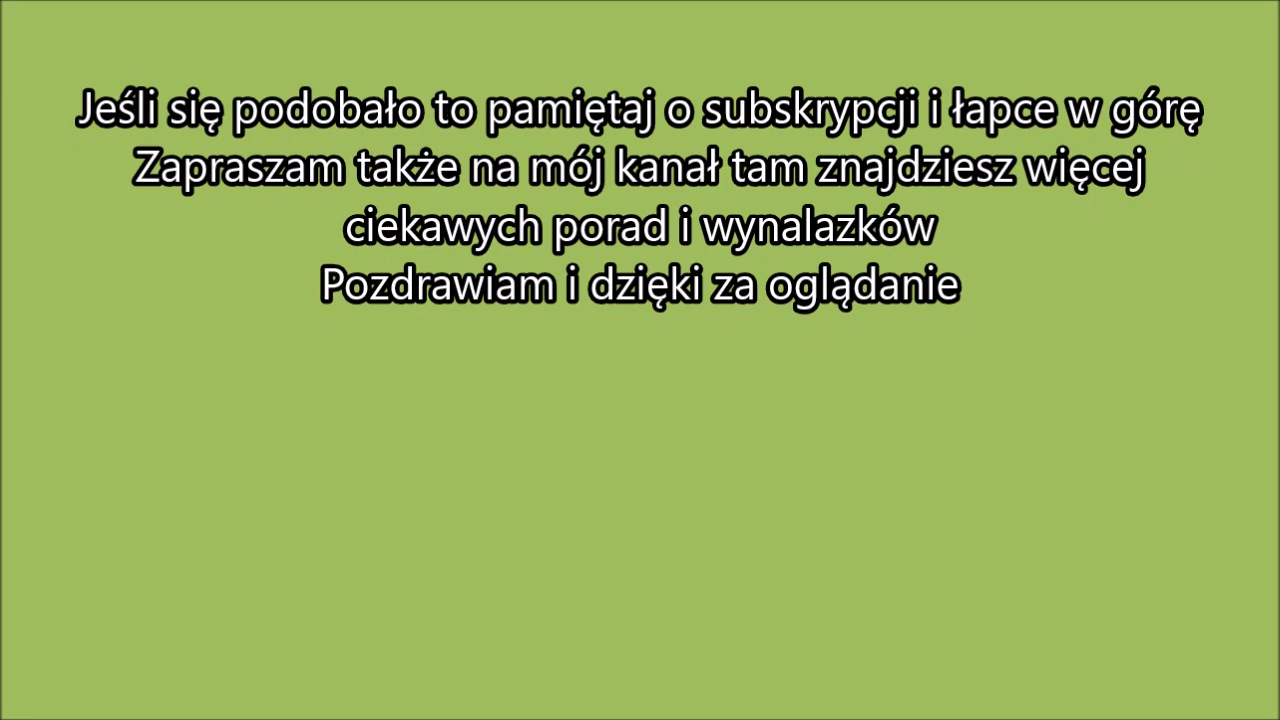 Jeśli się podobało to pamiętaj o subskrypcji i łapce w górę
Zapraszam także na mój kanał tam znajdziesz więcej
ciekawych porad i wynalazków
Pozdrawiam i dzięki za oglądanie